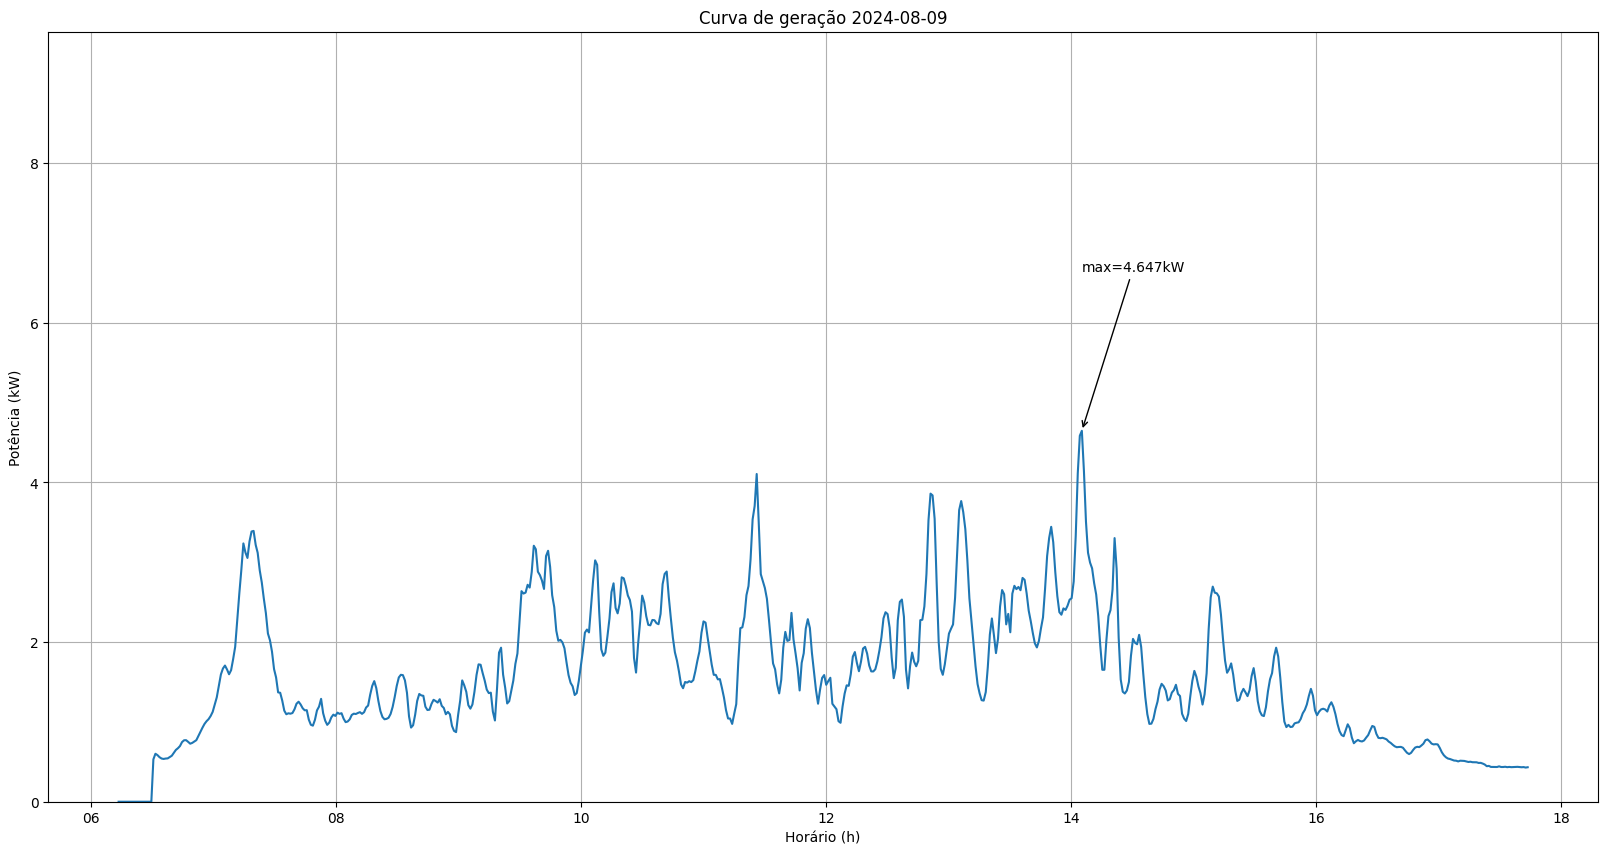 Curva de geração 2024-08-09
8
6
4
2
0
Potência (kW)
max=4.647kW
06 08 10 12 14 16 18
Horário (h)